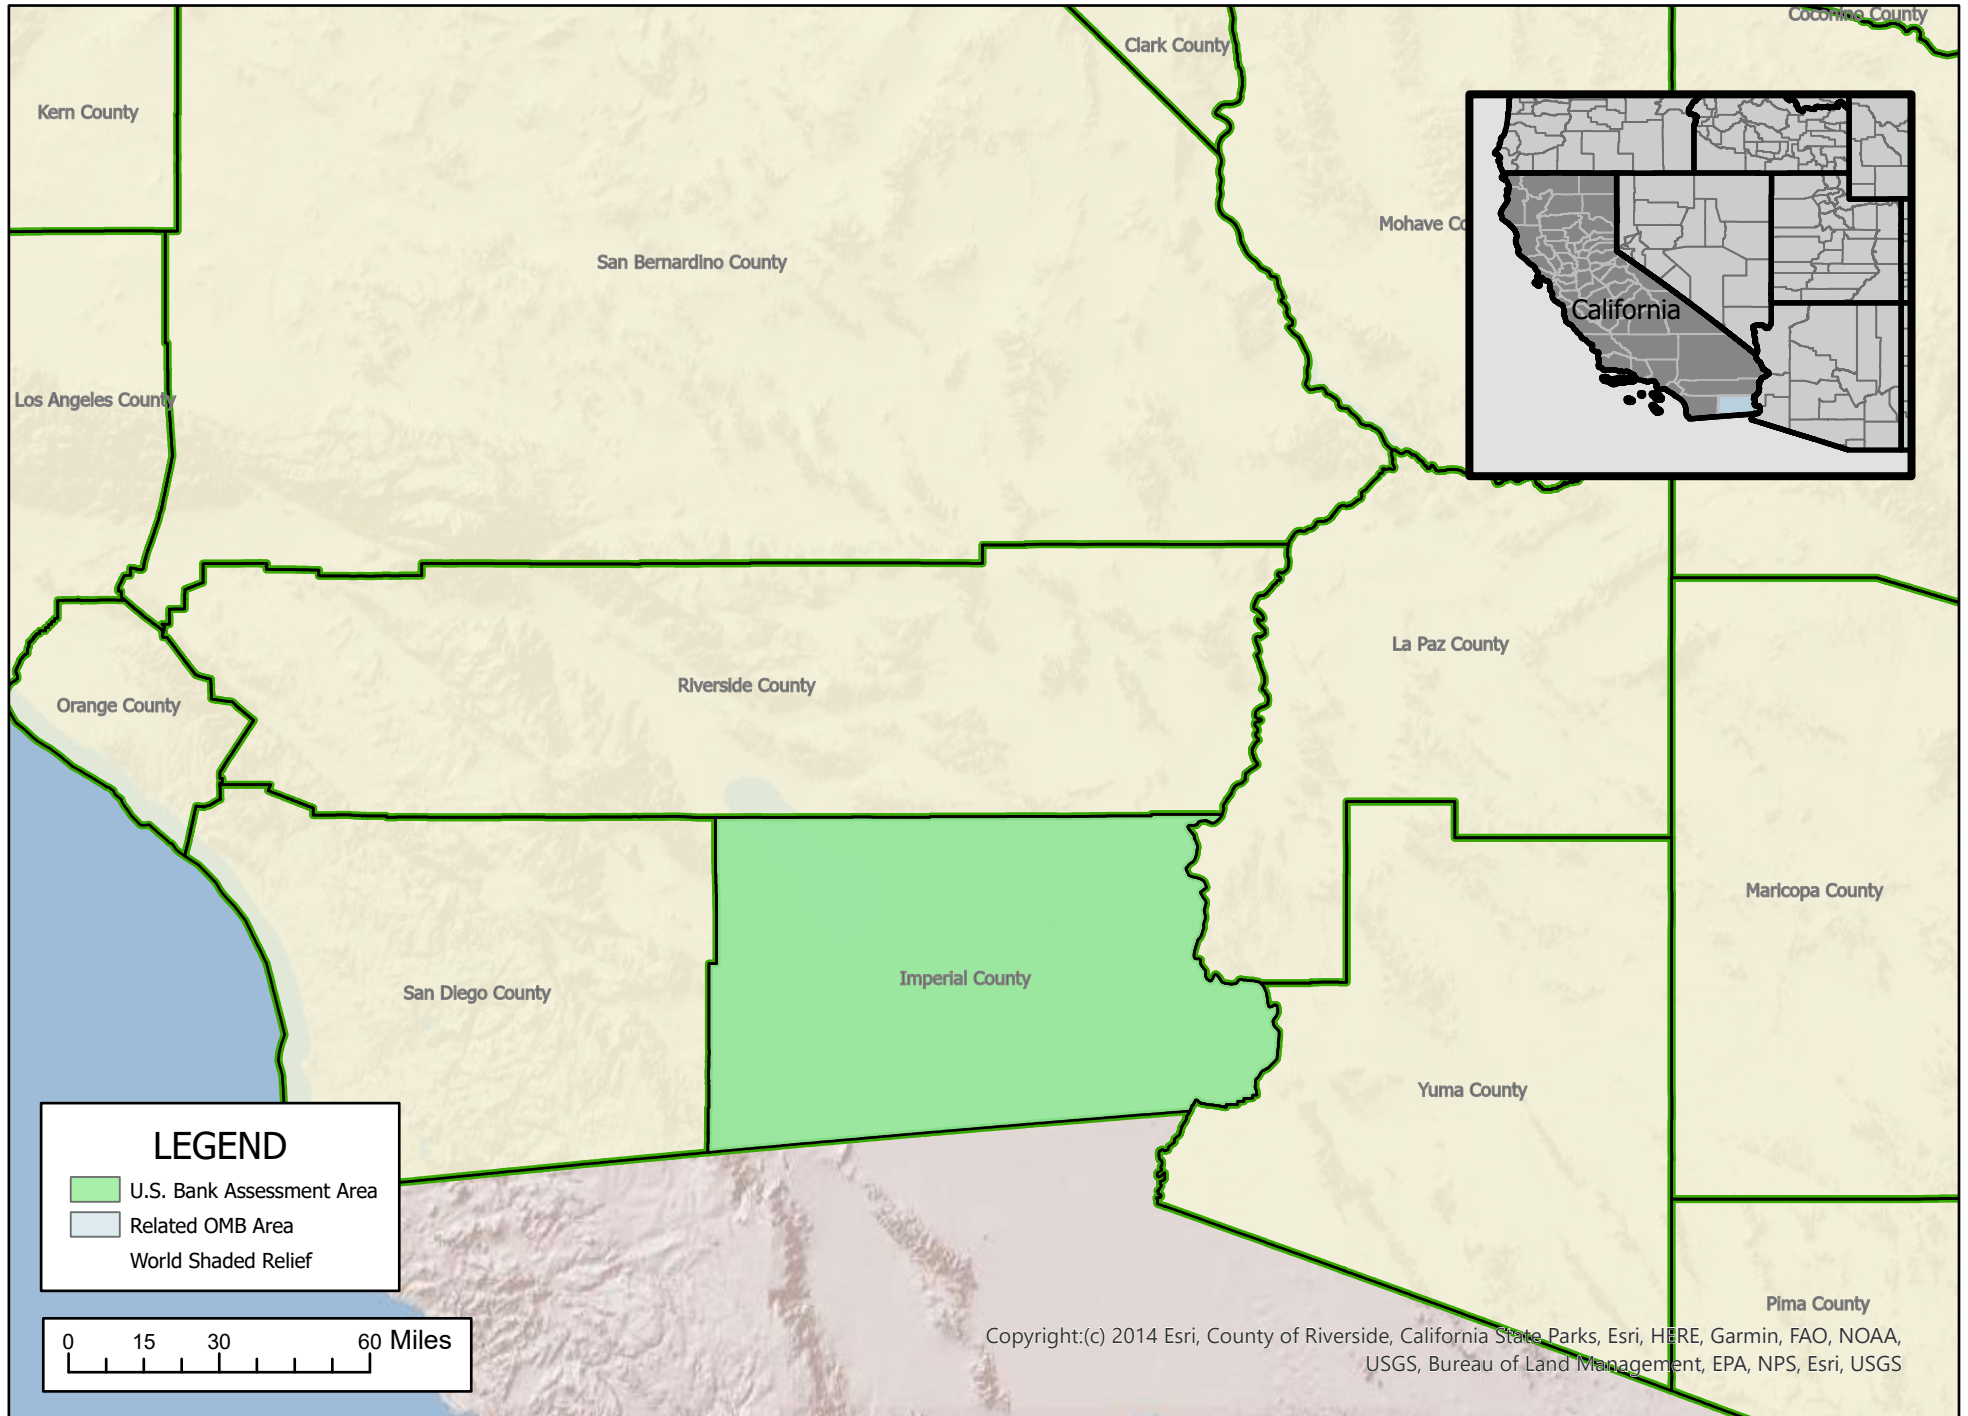 Coconino County
Clark County
Kern County
Mohave Co
San Bernardino County
California
Los Angeles County
La Paz County
Riverside County
Orange County
Maricopa County
Imperial County
San Diego County
Yuma County
LEGEND
U.S. Bank Assessment Area
Related OMB Area
World Shaded Relief
Pima County
0 15 30 60 Miles
Copyright:(c) 2014 Esri, County of Riverside, California State Parks, Esri, HERE, Garmin, FAO, NOAA,
USGS, Bureau of Land Management, EPA, NPS, Esri, USGS